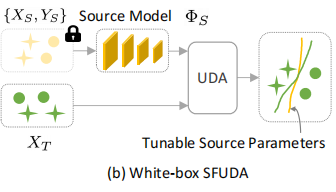 {X_S, Y_S} Source Model Φ_S
UDA
X_T
Tunable Source Parameters
(b) White-box SFUDA